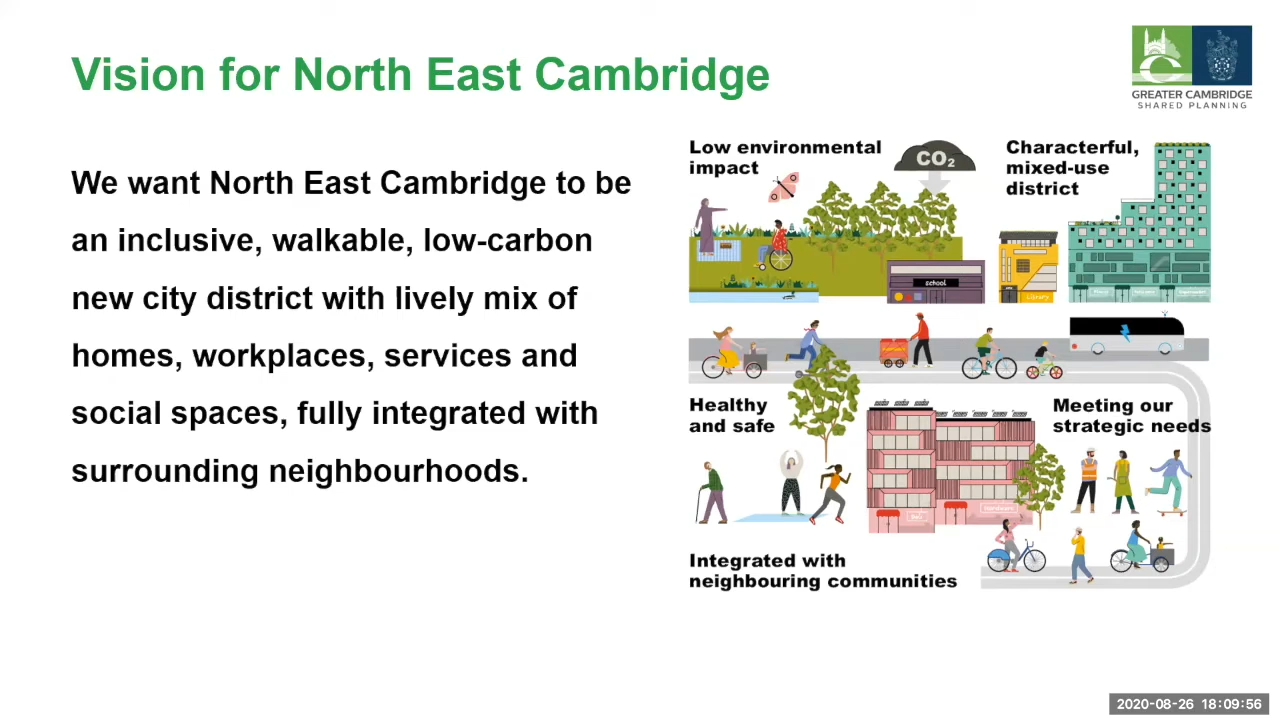 Vision for North East Cambridge
GREATER CAMBRIDGE
SHARED PLANNING
We want North East Cambridge to be
an inclusive, walkable, low-carbon
new city district with lively mix of
homes, workplaces, services and
social spaces, fully integrated with
surrounding neighbourhoods.
Low environmental
impact
CO₂
Characterful,
mixed-use
district
school
Library
Healthy
and safe
Meeting our
strategic needs
Hardware
Integrated with
neighbouring communities
2020-08-26 18:09:56